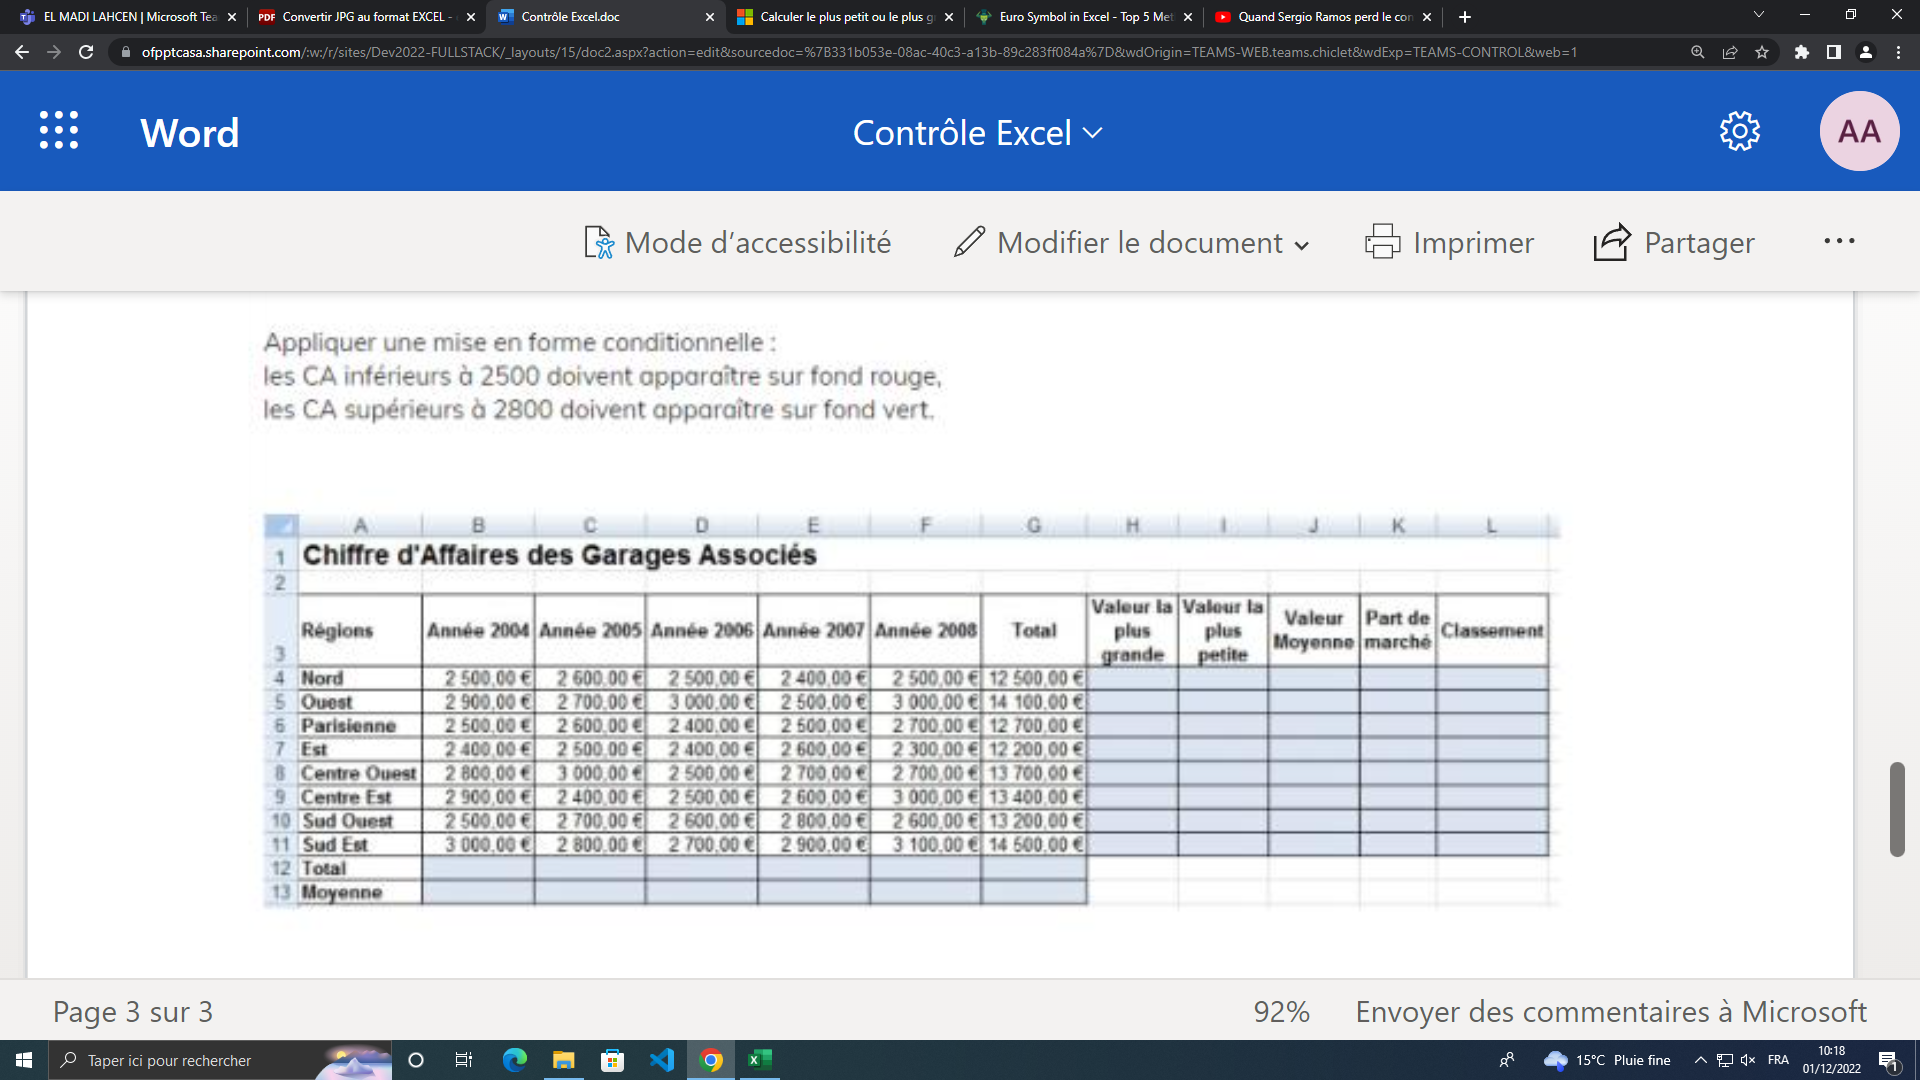 EL MADI LAHCEN | Microsoft Tea
PDF Convertir JPG au format EXCEL -
Contrôle Excel.doc
Calculer le plus petit ou le plus g
Euro Symbol in Excel - Top 5 Met
Quand Sergio Ramos perd le con
ofpptcasa.sharepoint.com/:w:/r/sites/Dev2022-FULLSTACK/_layouts/15/doc2.aspx?action=edit&sourcedoc=%7B331b053e-08ac-40c3-a13b-89c283ff084a%7D&wdOrigin=TEAMS-WEB.teams.chiclet&wdExp=TEAMS-CONTROL&web=1
Word
Contrôle Excel
AA
Mode d’accessibilité
Modifier le document
Imprimer
Partager
Appliquer une mise en forme conditionnelle :
les CA inférieurs à 2500 doivent apparaître sur fond rouge,
les CA supérieurs à 2800 doivent apparaître sur fond vert.
A B C D E F G H I J K L
1 Chiffre d'Affaires des Garages Associés
2
3 Régions Année 2004 Année 2005 Année 2006 Année 2007 Année 2008 Total Valeur la plus grande Valeur la plus petite Valeur Moyenne Part de marché Classement
4 Nord 2 500,00 € 2 600,00 € 2 500,00 € 2 400,00 € 2 500,00 € 12 500,00 €
5 Ouest 2 900,00 € 2 700,00 € 3 000,00 € 2 500,00 € 3 000,00 € 14 100,00 €
6 Parisienne 2 500,00 € 2 600,00 € 2 400,00 € 2 500,00 € 2 700,00 € 12 700,00 €
7 Est 2 400,00 € 2 500,00 € 2 400,00 € 2 600,00 € 2 300,00 € 12 200,00 €
8 Centre Ouest 2 800,00 € 3 000,00 € 2 500,00 € 2 700,00 € 2 700,00 € 13 700,00 €
9 Centre Est 2 900,00 € 2 400,00 € 2 500,00 € 2 600,00 € 3 000,00 € 13 400,00 €
10 Sud Ouest 2 500,00 € 2 700,00 € 2 600,00 € 2 800,00 € 2 600,00 € 13 200,00 €
11 Sud Est 3 000,00 € 2 800,00 € 2 700,00 € 2 900,00 € 3 100,00 € 14 500,00 €
12 Total
13 Moyenne
Page 3 sur 3
92%
Envoyer des commentaires à Microsoft
Taper ici pour rechercher
15°C Pluie fine
FRA
10:18
01/12/2022
1